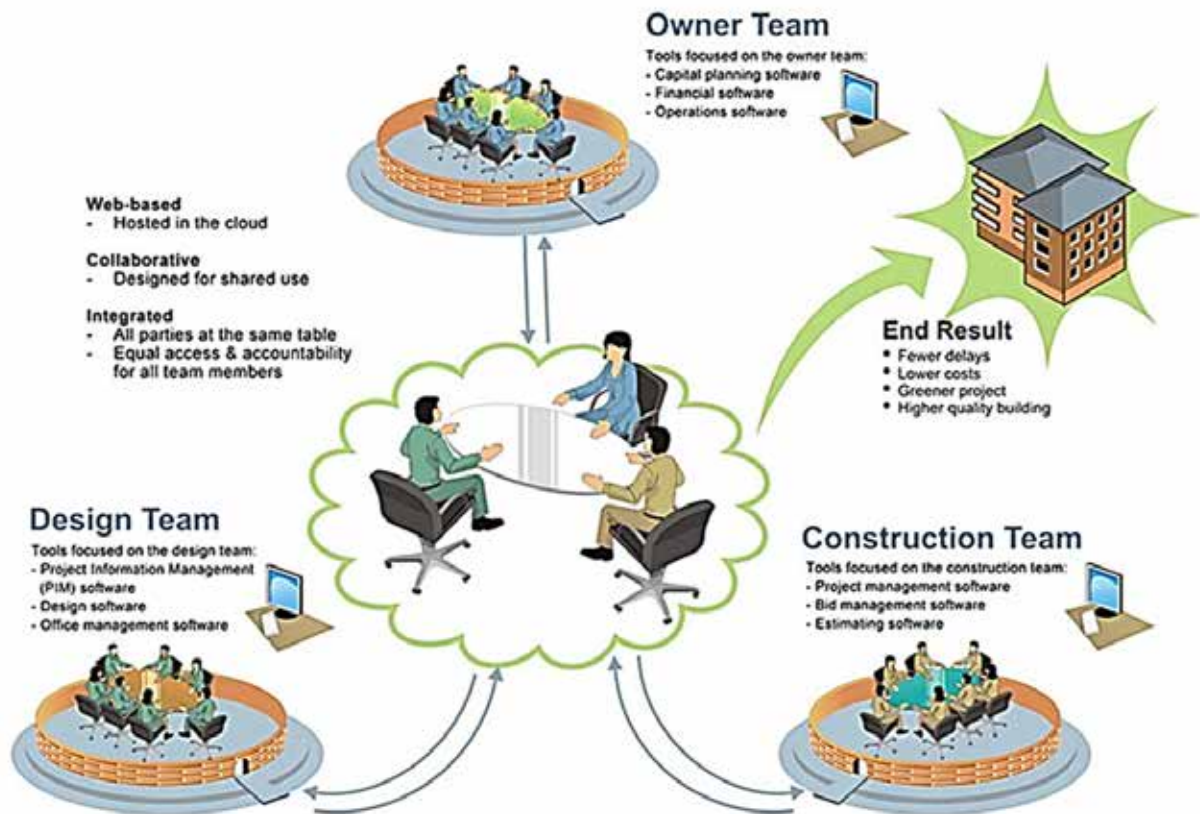 Owner Team
Tools focused on the owner team:
- Capital planning software
- Financial software
- Operations software
Web-based
- Hosted in the cloud
Collaborative
- Designed for shared use
Integrated
- All parties at the same table
- Equal access & accountability
for all team members
End Result
• Fewer delays
• Lower costs
• Greener project
• Higher quality building
Design Team
Tools focused on the design team:
- Project Information Management
(PIM) software
- Design software
- Office management software
Construction Team
Tools focused on the construction team:
- Project management software
- Bid management software
- Estimating software